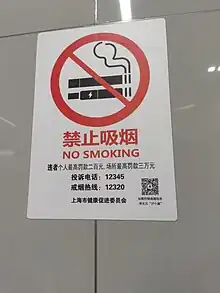 禁止吸烟
NO SMOKING
违者个人最高罚款二百元, 场所最高罚款三万元
投诉电话：12345
戒烟热线：12320
上海市健康促进委员会